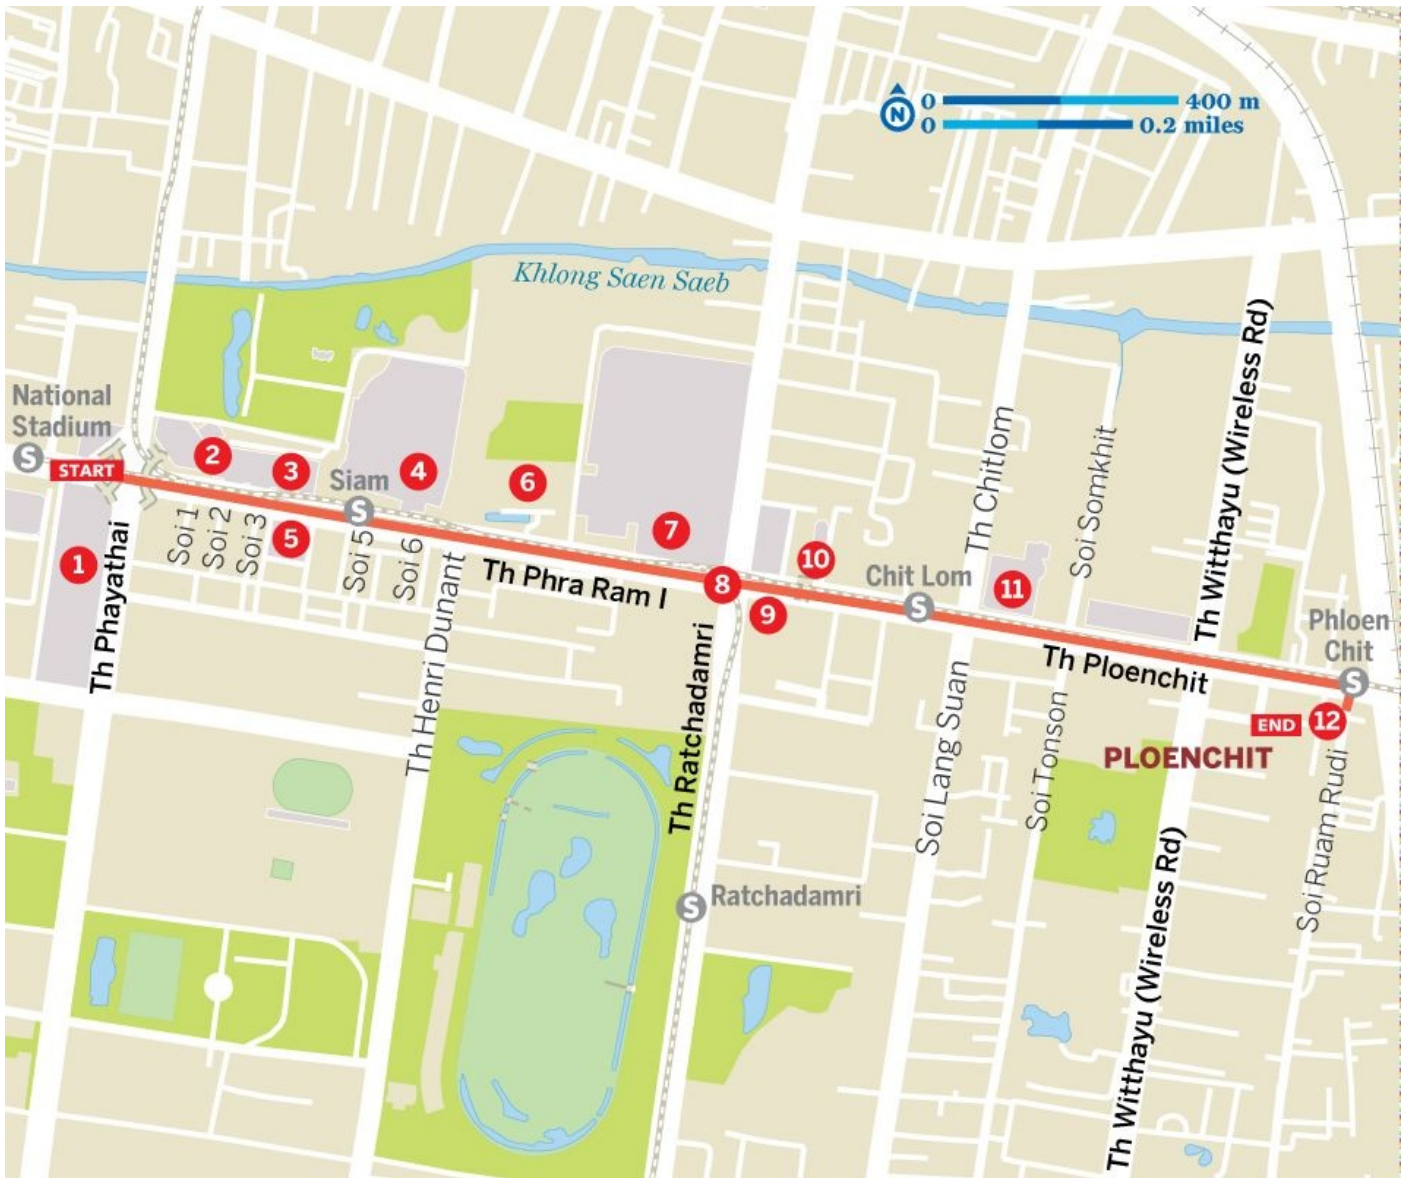 N
0 400 m
0 0.2 miles
Khlong Saen Saeb
National
Stadium
S
START
2
3
Siam
S
4
6
7
1
Th Phayathai
Soi 1
Soi 2
Soi 3
5
Soi 5
Soi 6
Th Henri Dunant
Th Phra Ram I
8
9
10
Th Ratchadamri
Chit Lom
S
Th Chitlom
11
Soi Somkhit
Th Witthayu (Wireless Rd)
Th Ploenchit
Phloen
Chit
S
END
12
PLOENCHIT
Soi Lang Suan
Soi Tonson
Soi Ruam Rudi
Th Witthayu (Wireless Rd)
S
Ratchadamri